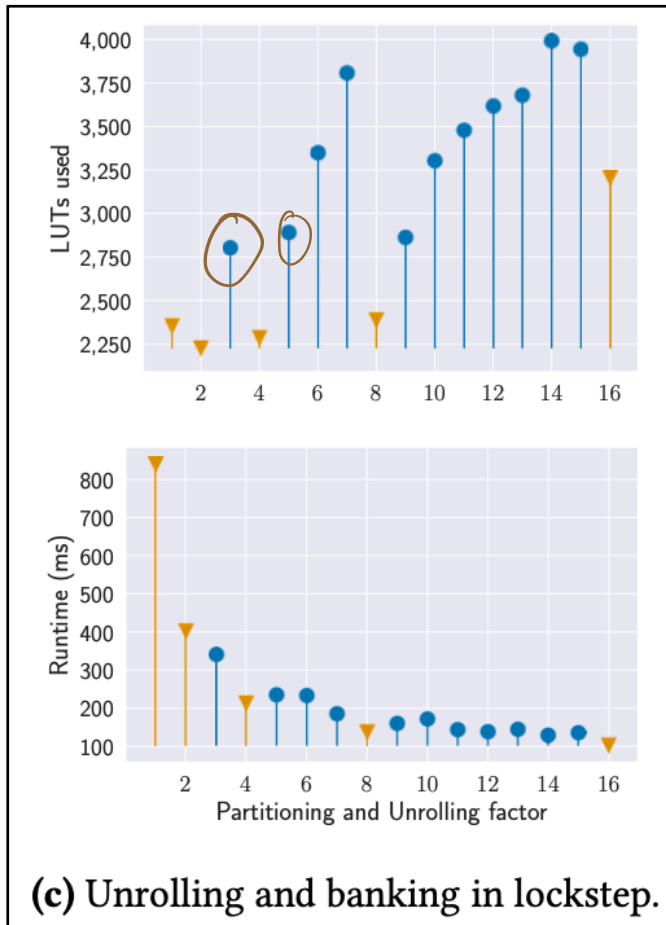 4,000
3,750
3,500
3,250
3,000
2,750
2,500
2,250
LUTs used
2 4 6 8 10 12 14 16
800
700
600
500
400
300
200
100
Runtime (ms)
2 4 6 8 10 12 14 16
Partitioning and Unrolling factor
(c) Unrolling and banking in lockstep.